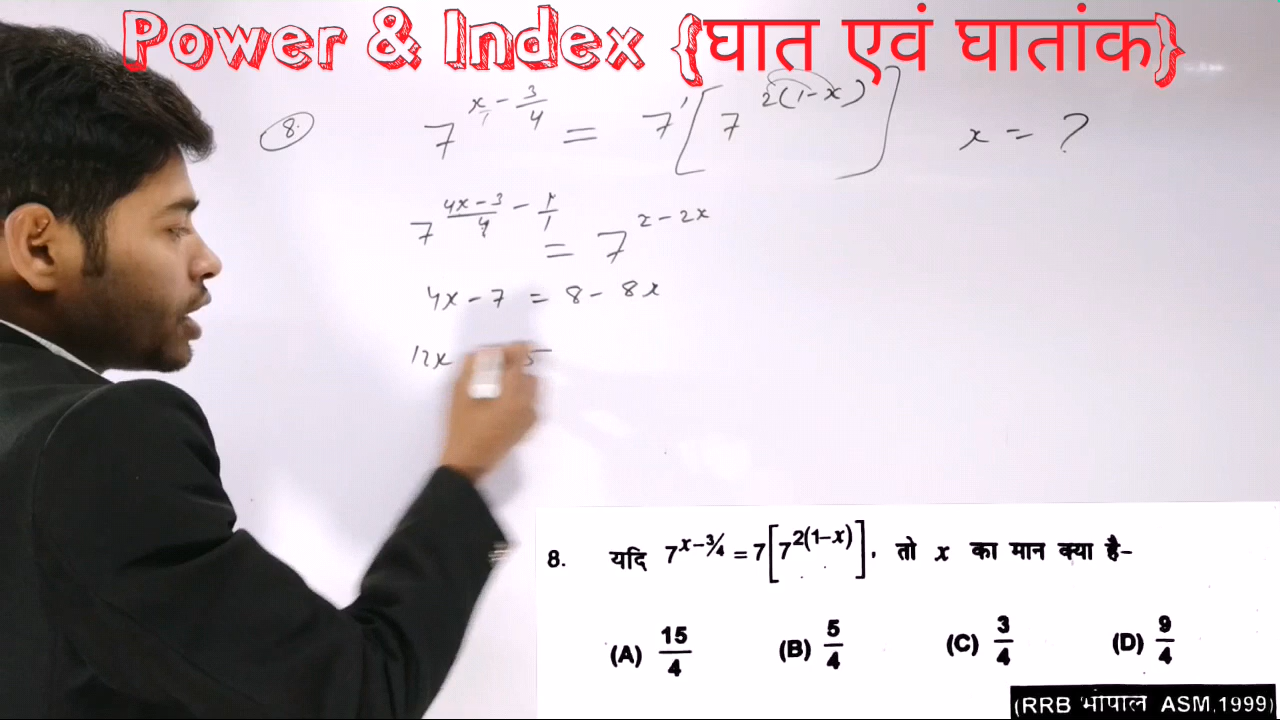 Power & Index {घात एवं घातांक}
8. 7^{x - 3/4} = 7^1 [7^{2(1-x)}] x = ?
7^{(4x-3)/4 - 1/1} = 7^{2-2x}
4x - 7 = 8 - 8x
12x 5
8. यदि 7^{x-3/4} = 7[7^{2(1-x)}], तो x का मान क्या है-
(A) 15/4 (B) 5/4 (C) 3/4 (D) 9/4
(RRB भोपाल ASM,1999)